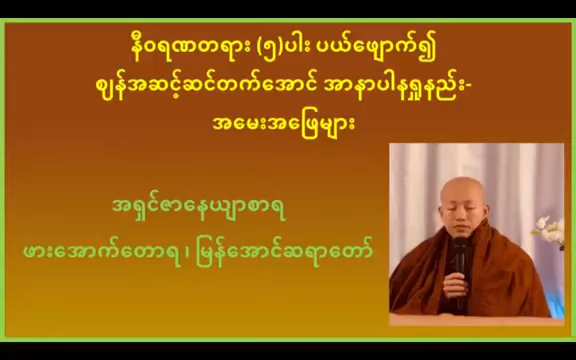 နီဝရဏတရား (၅)ပါး ပယ်ဖျောက်၍
ဈန်အဆင့်ဆင်တက်အောင် အာနာပါနရှုနည်း-
အမေးအဖြေများ
အရှင်ဇာနေယျာစာရ
ဖားအောက်တောရ ၊ မြန်အောင်ဆရာတော်